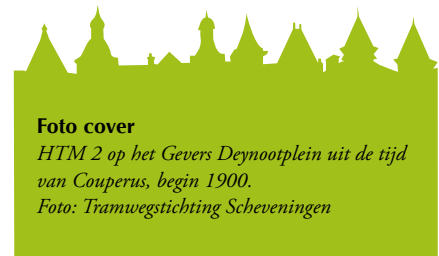 Foto cover
HTM 2 op het Gevers Deynootplein uit de tijd
van Couperus, begin 1900.
Foto: Tramwegstichting Scheveningen